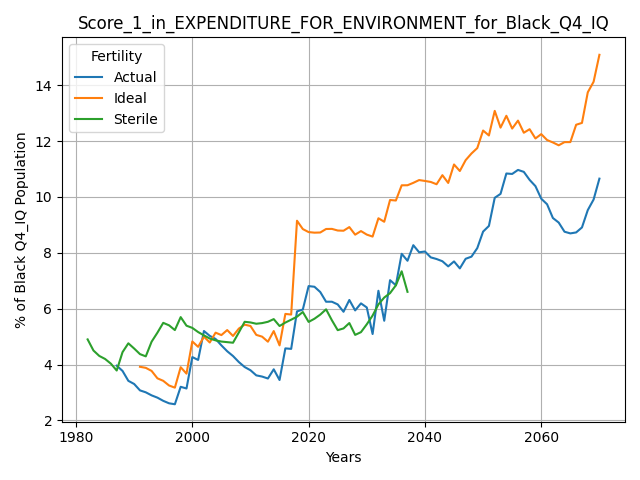 Score_1_in_EXPENDITURE_FOR_ENVIRONMENT_for_Black_Q4_IQ
Fertility
Actual
Ideal
Sterile
% of Black Q4_IQ Population
14
12
10
8
6
4
2
1980 2000 2020 2040 2060
Years